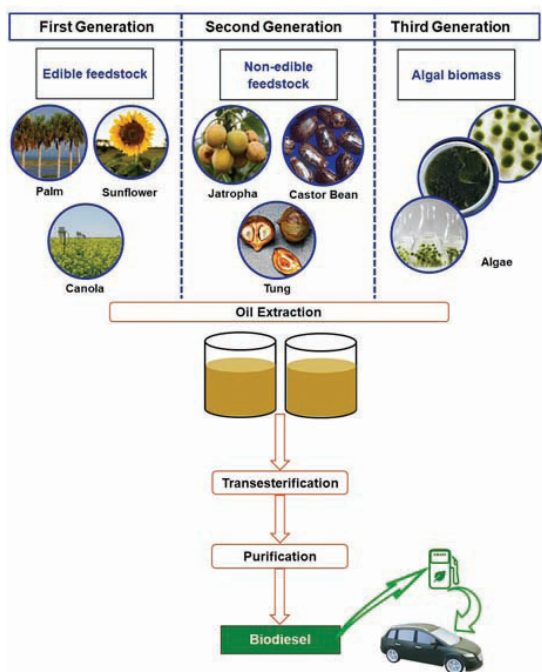 First Generation
Second Generation
Third Generation
Edible feedstock
Non-edible
feedstock
Algal biomass
Palm
Sunflower
Jatropha
Castor Bean
Canola
Tung
Algae
Oil Extraction
Transesterification
Purification
Biodiesel